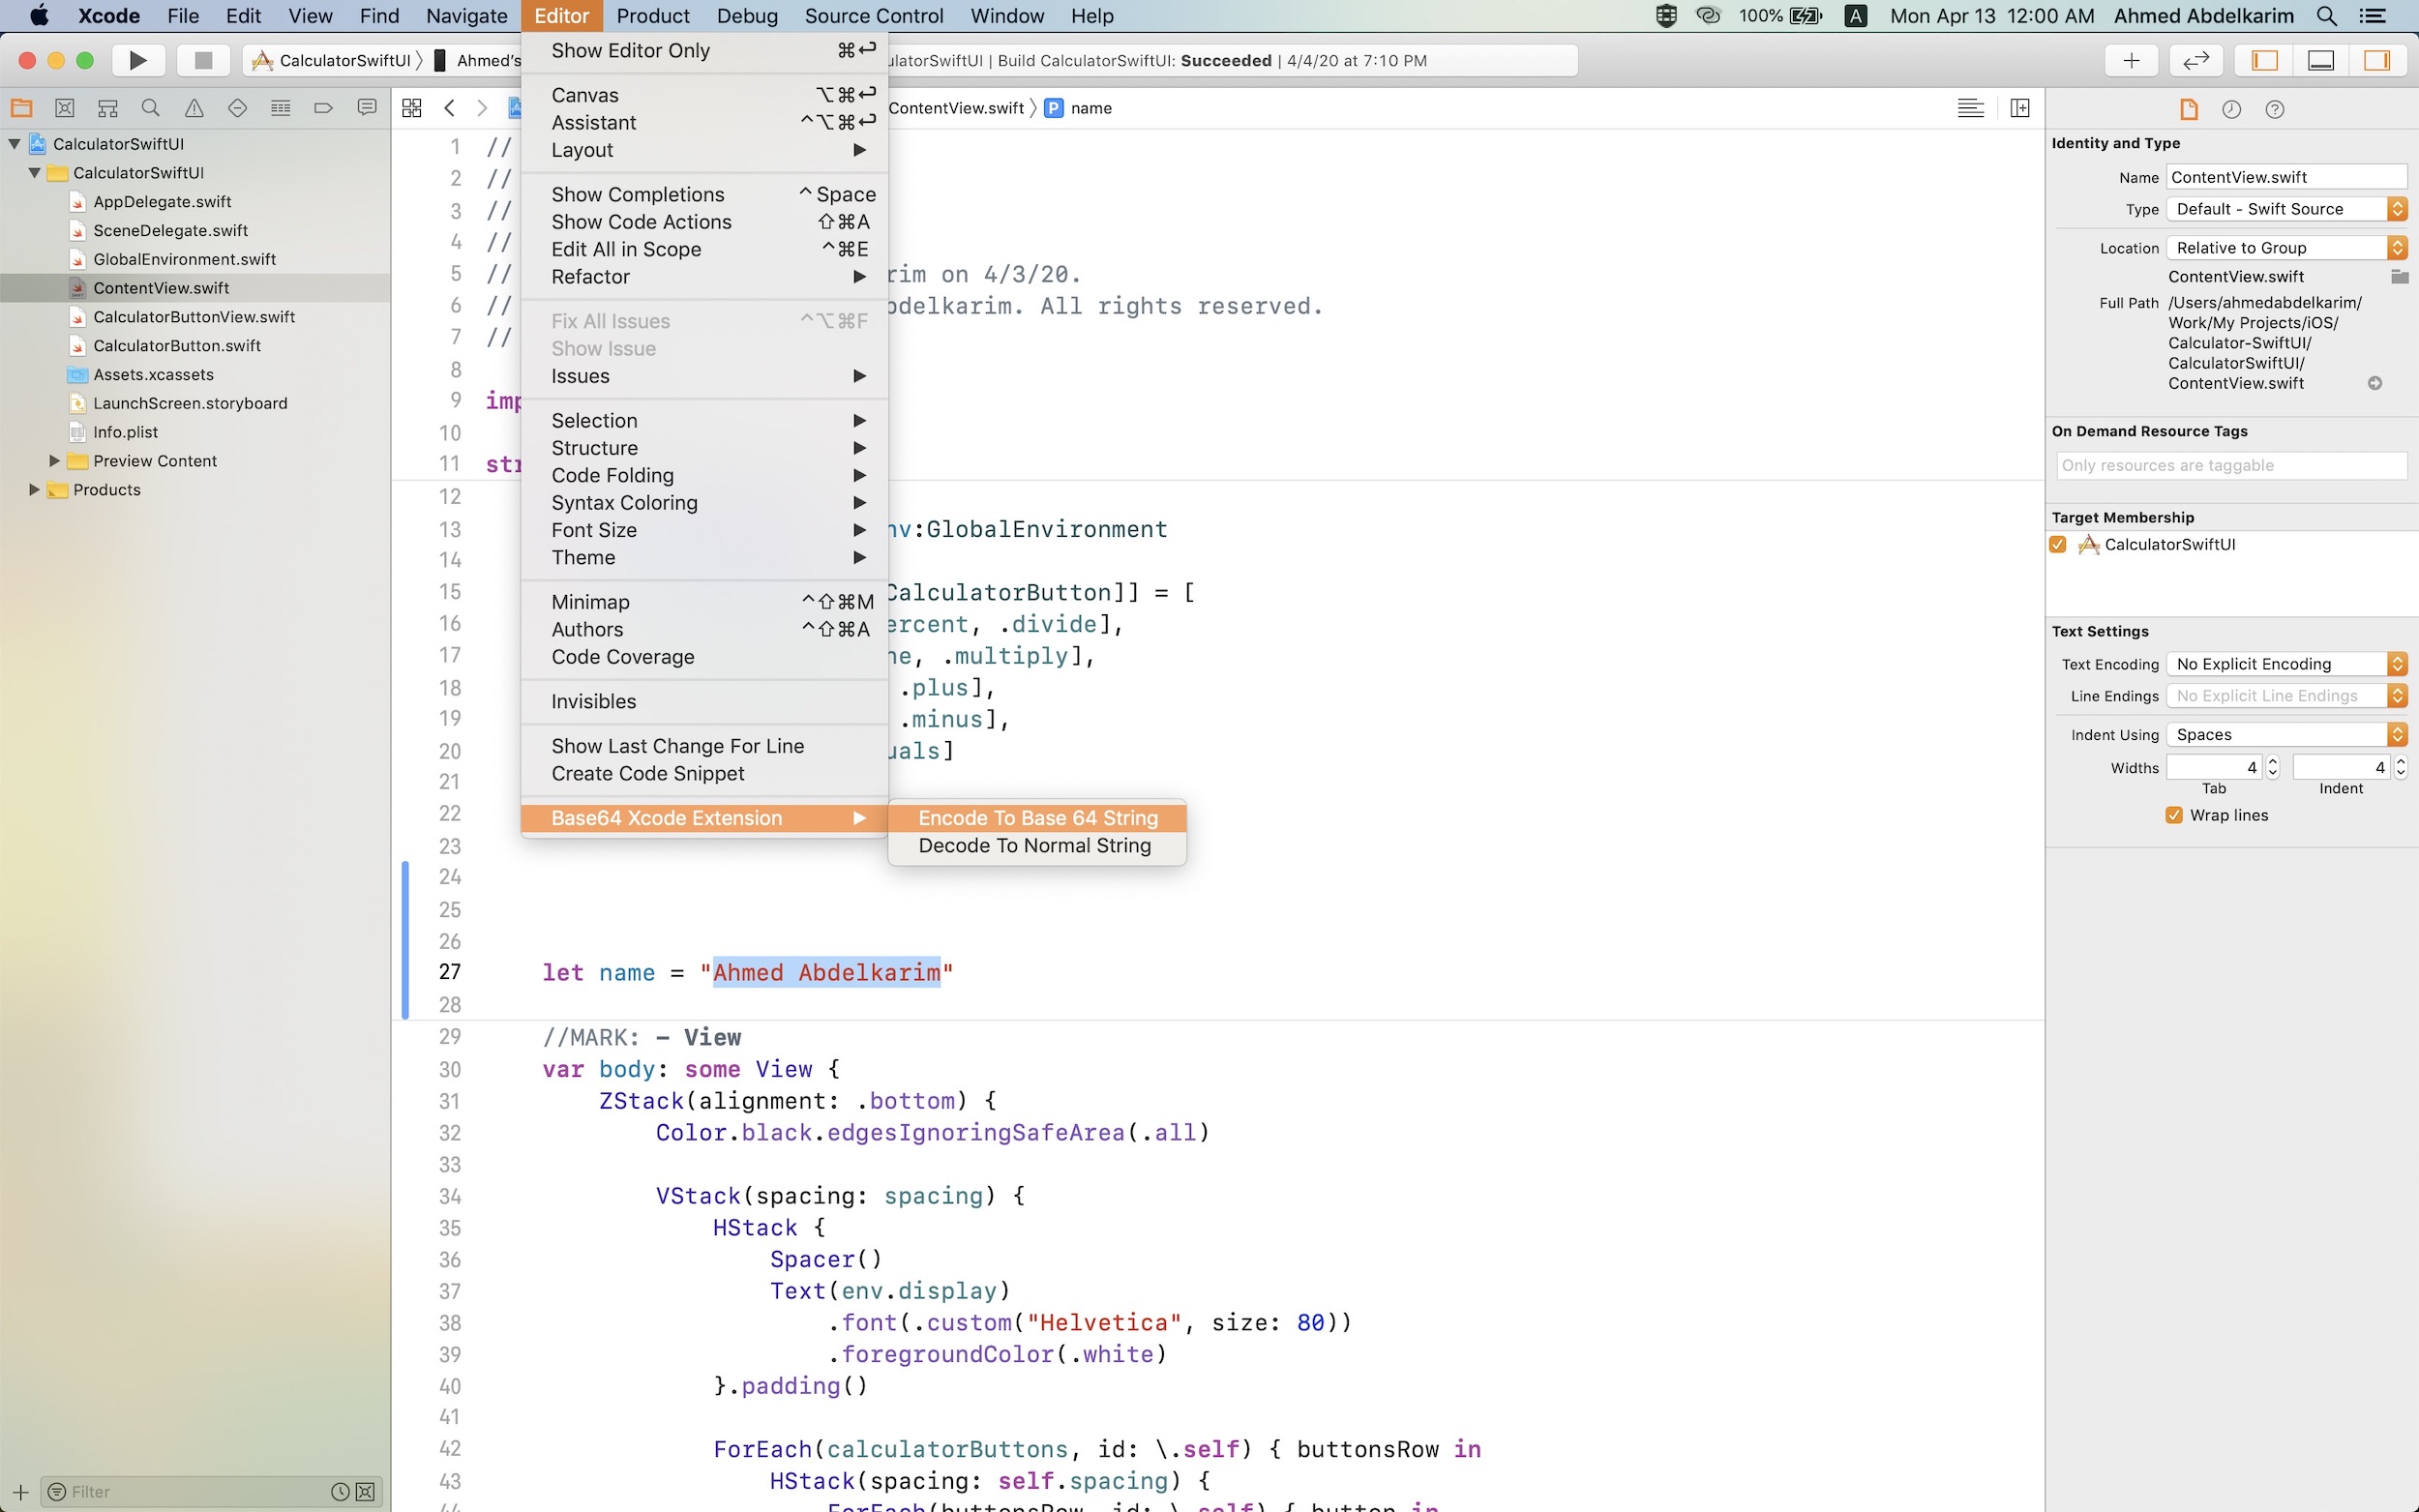 Xcode File Edit View Find Navigate Editor Product Debug Source Control Window Help 100% A Mon Apr 13 12:00 AM Ahmed Abdelkarim
CalculatorSwiftUI 〉 Ahmed's
ulatorSwiftUI | Build CalculatorSwiftUI: Succeeded | 4/4/20 at 7:10 PM
CalculatorSwiftUI
CalculatorSwiftUI
AppDelegate.swift
SceneDelegate.swift
GlobalEnvironment.swift
ContentView.swift
CalculatorButtonView.swift
CalculatorButton.swift
Assets.xcassets
LaunchScreen.storyboard
Info.plist
Preview Content
Products
Filter
Show Editor Only ⌘↩
Canvas ⌥⌘↩
Assistant ^⌥⌘↩
Layout ▶
Show Completions ^Space
Show Code Actions ⇧⌘A
Edit All in Scope ^⌘E
Refactor ▶
Fix All Issues ^⌥⌘F
Show Issue
Issues ▶
Selection ▶
Structure ▶
Code Folding ▶
Syntax Coloring ▶
Font Size ▶
Theme ▶
Minimap ^⇧⌘M
Authors ^⇧⌘A
Code Coverage
Invisibles
Show Last Change For Line
Create Code Snippet
Base64 Xcode Extension ▶
Encode To Base 64 String
Decode To Normal String
ContentView.swift 〉 P name
1 //
2 //
3 //
4 //
5 // rim on 4/3/20.
6 // bdelkarim. All rights reserved.
7 //
8
9 imp
10
11 str
12
13 nv:GlobalEnvironment
14
15 CalculatorButton]] = [
16 ercent, .divide],
17 ne, .multiply],
18 .plus],
19 .minus],
20 uals]
21
22
23
24
25
26
27 let name = "Ahmed Abdelkarim"
28
29 //MARK: - View
30 var body: some View {
31 ZStack(alignment: .bottom) {
32 Color.black.edgesIgnoringSafeArea(.all)
33
34 VStack(spacing: spacing) {
35 HStack {
36 Spacer()
37 Text(env.display)
38 .font(.custom("Helvetica", size: 80))
39 .foregroundColor(.white)
40 }.padding()
41
42 ForEach(calculatorButtons, id: \.self) { buttonsRow in
43 HStack(spacing: self.spacing) {
44 ForEach(buttonsRow, id: \.self) { button in
Identity and Type
Name ContentView.swift
Type Default - Swift Source
Location Relative to Group
ContentView.swift
Full Path /Users/ahmedabdelkarim/
Work/My Projects/iOS/
Calculator-SwiftUI/
CalculatorSwiftUI/
ContentView.swift
On Demand Resource Tags
Only resources are taggable
Target Membership
CalculatorSwiftUI
Text Settings
Text Encoding No Explicit Encoding
Line Endings No Explicit Line Endings
Indent Using Spaces
Widths 4 4
Tab Indent
Wrap lines